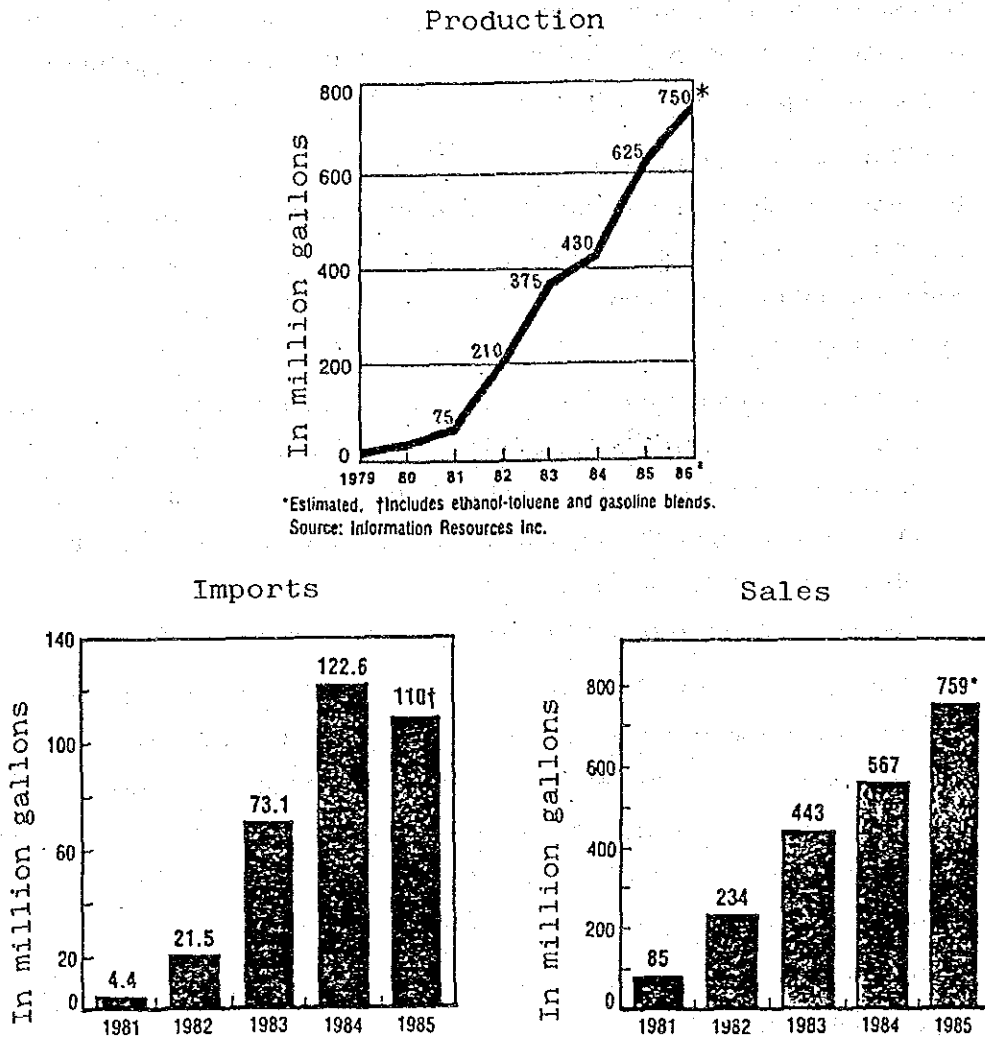 Production
In million gallons
800
600
400
200
0
75
210
375
430
625
750*
1979 80 81 82 83 84 85 86*
*Estimated, †Includes ethanol-toluene and gasoline blends.
Source: Information Resources Inc.
Imports
In million gallons
140
100
60
20
0
4.4
21.5
73.1
122.6
110†
1981 1982 1983 1984 1985
Sales
In million gallons
800
600
400
200
0
85
234
443
567
759*
1981 1982 1983 1984 1985